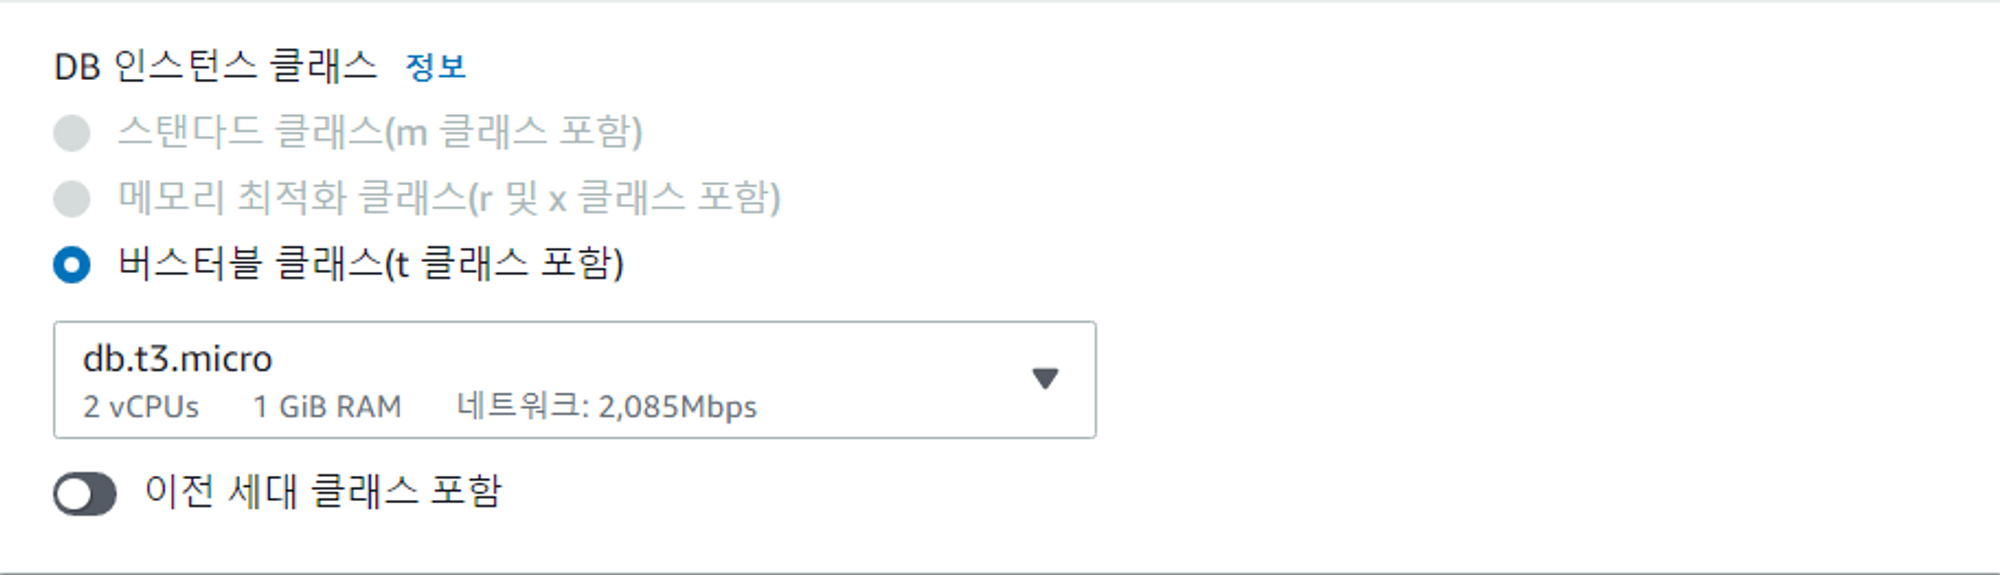 DB 인스턴스 클래스 정보
스탠다드 클래스(m 클래스 포함)
메모리 최적화 클래스(r 및 x 클래스 포함)
버스터블 클래스(t 클래스 포함)
db.t3.micro
2 vCPUs 1 GiB RAM 네트워크: 2,085Mbps
이전 세대 클래스 포함